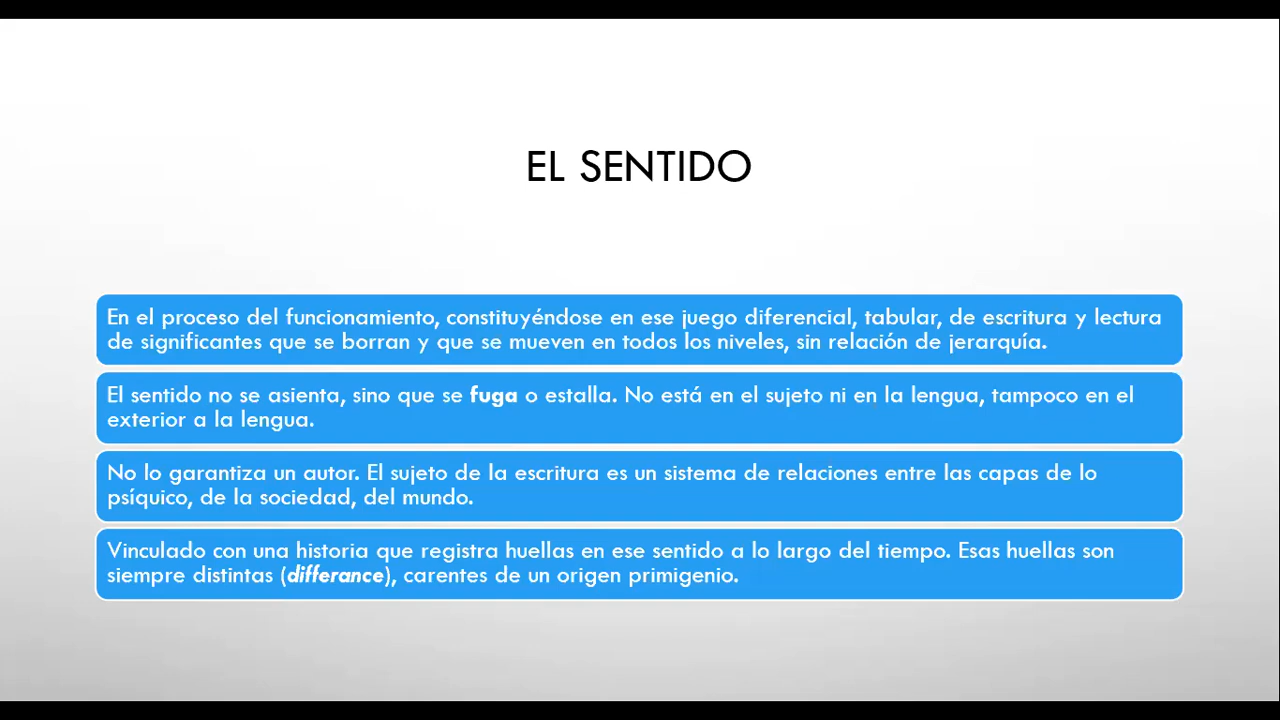 EL SENTIDO
En el proceso del funcionamiento, constituyéndose en ese juego diferencial, tabular, de escritura y lectura
de significantes que se borran y que se mueven en todos los niveles, sin relación de jerarquía.
El sentido no se asienta, sino que se fuga o estalla. No está en el sujeto ni en la lengua, tampoco en el
exterior a la lengua.
No lo garantiza un autor. El sujeto de la escritura es un sistema de relaciones entre las capas de lo
psíquico, de la sociedad, del mundo.
Vinculado con una historia que registra huellas en ese sentido a lo largo del tiempo. Esas huellas son
siempre distintas (differance), carentes de un origen primigenio.